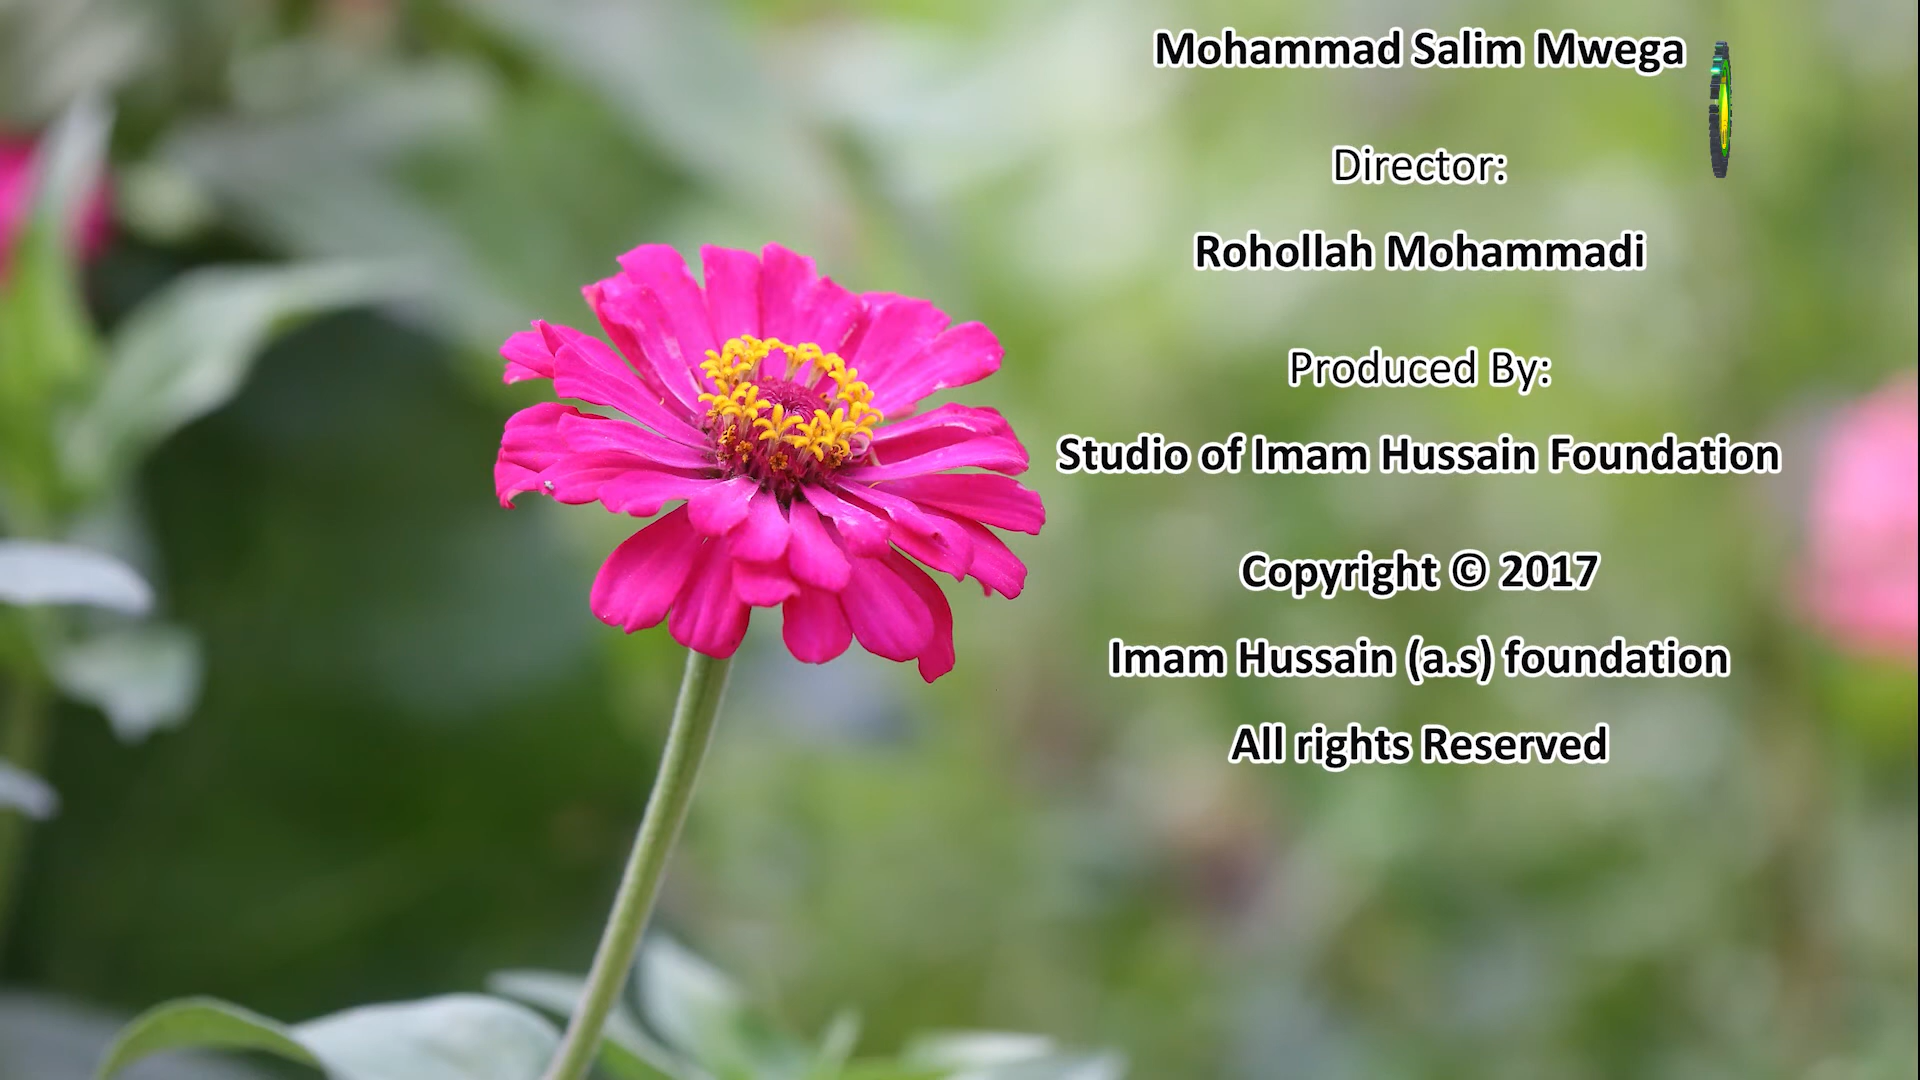 Mohammad Salim Mwega
Director:
Rohollah Mohammadi
Produced By:
Studio of Imam Hussain Foundation
Copyright © 2017
Imam Hussain (a.s) foundation
All rights Reserved